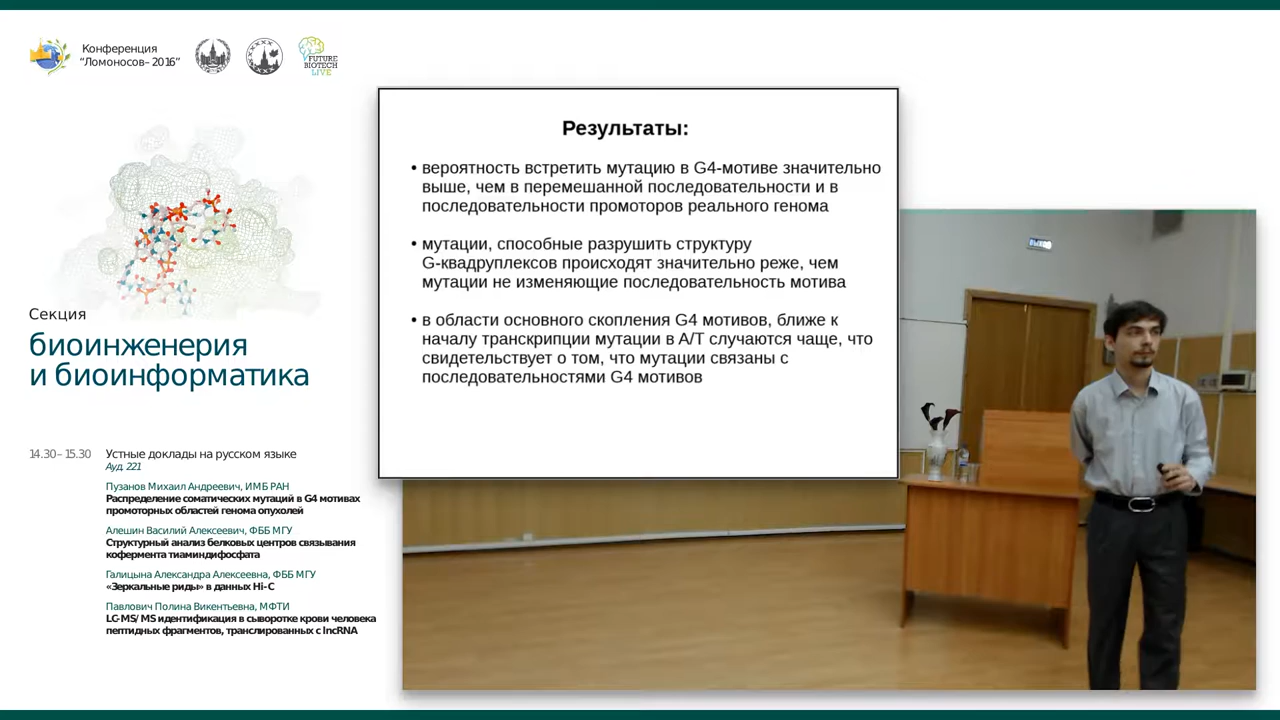 Конференция
“Ломоносов– 2016”
FUTURE
BIOTECH
LIVE
Секция
биоинженерия
и биоинформатика
14.30– 15.30 Устные доклады на русском языке
Ауд. 221
Пузанов Михаил Андреевич, ИМБ РАН
Распределение соматических мутаций в G4 мотивах
промоторных областей генома опухолей
Алешин Василий Алексеевич, ФББ МГУ
Структурный анализ белковых центров связывания
кофермента тиаминдифосфата
Галицына Александра Алексеевна, ФББ МГУ
«Зеркальные риды» в данных Hi-C
Павлович Полина Викентьевна, МФТИ
LC-MS/ MS идентификация в сыворотке крови человека
пептидных фрагментов, транслированных с lncRNA
Результаты:
• вероятность встретить мутацию в G4-мотиве значительно
выше, чем в перемешанной последовательности и в
последовательности промоторов реального генома
• мутации, способные разрушить структуру
G-квадруплексов происходят значительно реже, чем
мутации не изменяющие последовательность мотива
• в области основного скопления G4 мотивов, ближе к
началу транскрипции мутации в A/T случаются чаще, что
свидетельствует о том, что мутации связаны с
последовательностями G4 мотивов
ВЫХОД